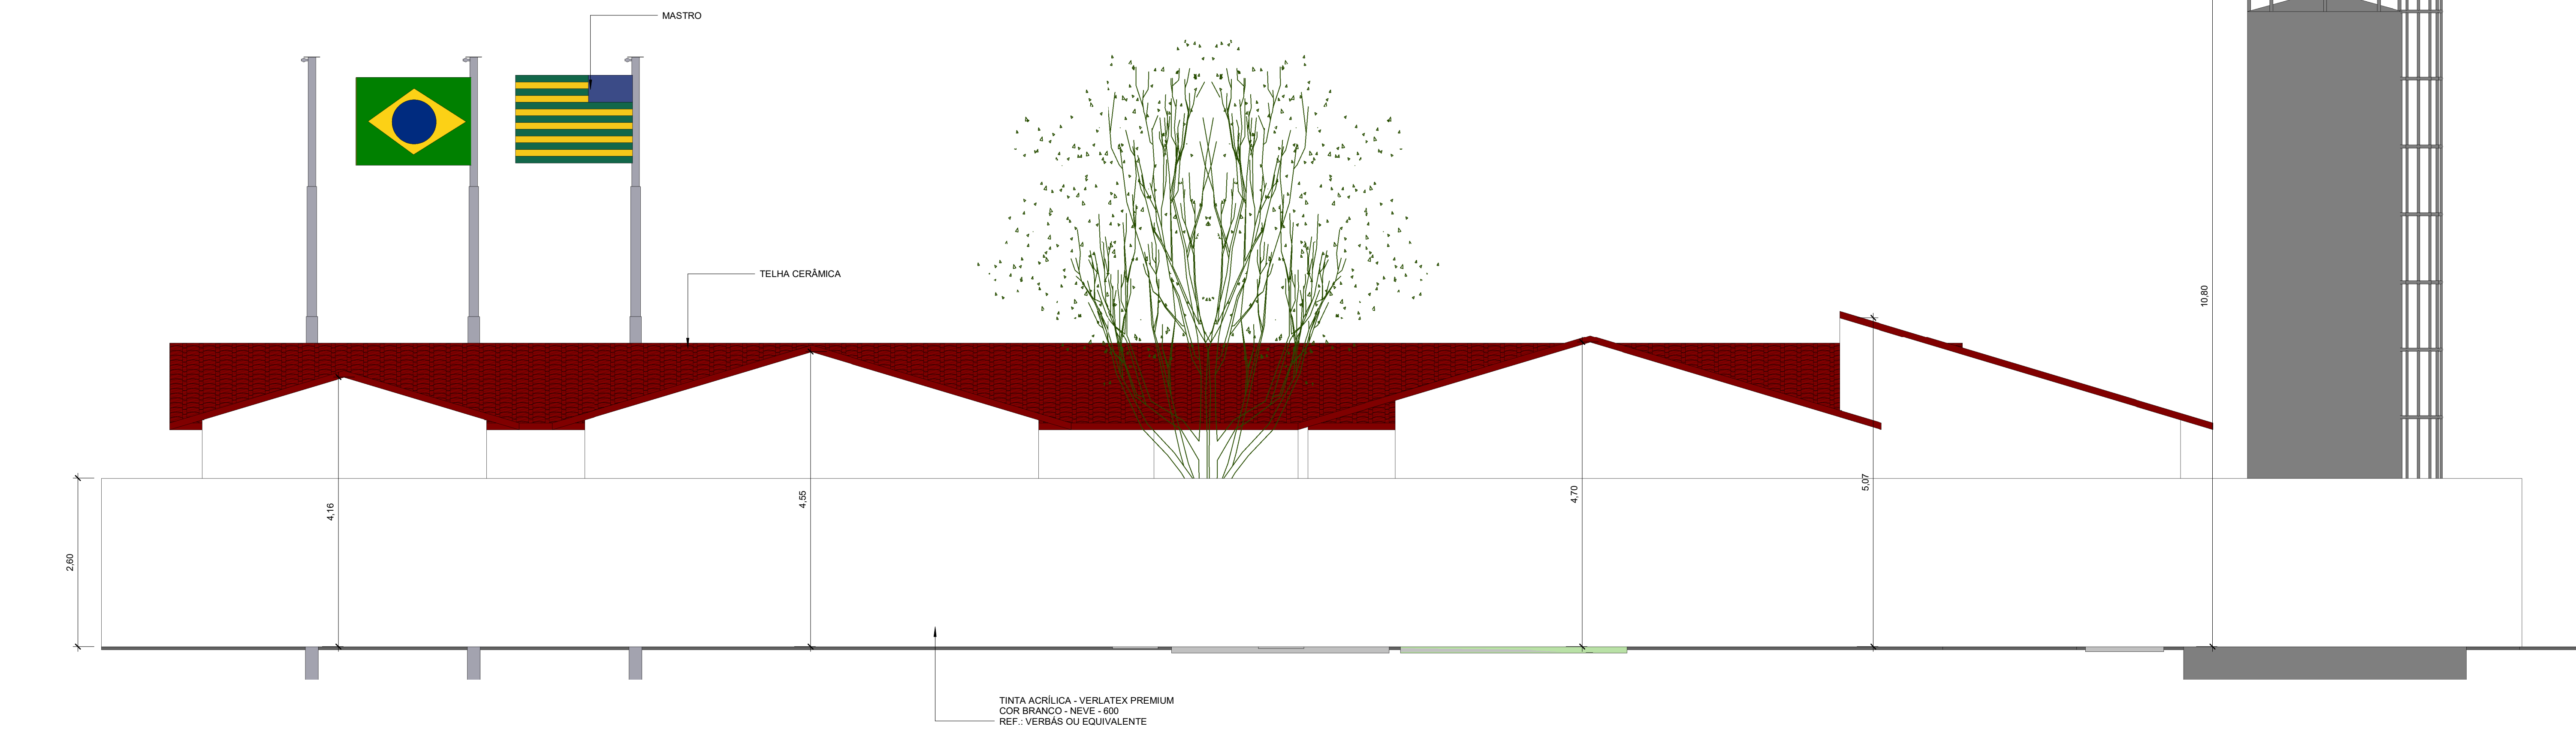 MASTRO
TELHA CERÂMICA
10,80
5,07
4,70
4,55
4,16
2,60
TINTA ACRÍLICA - VERLATEX PREMIUM
COR BRANCO - NEVE - 600
REF.: VERBÁS OU EQUIVALENTE